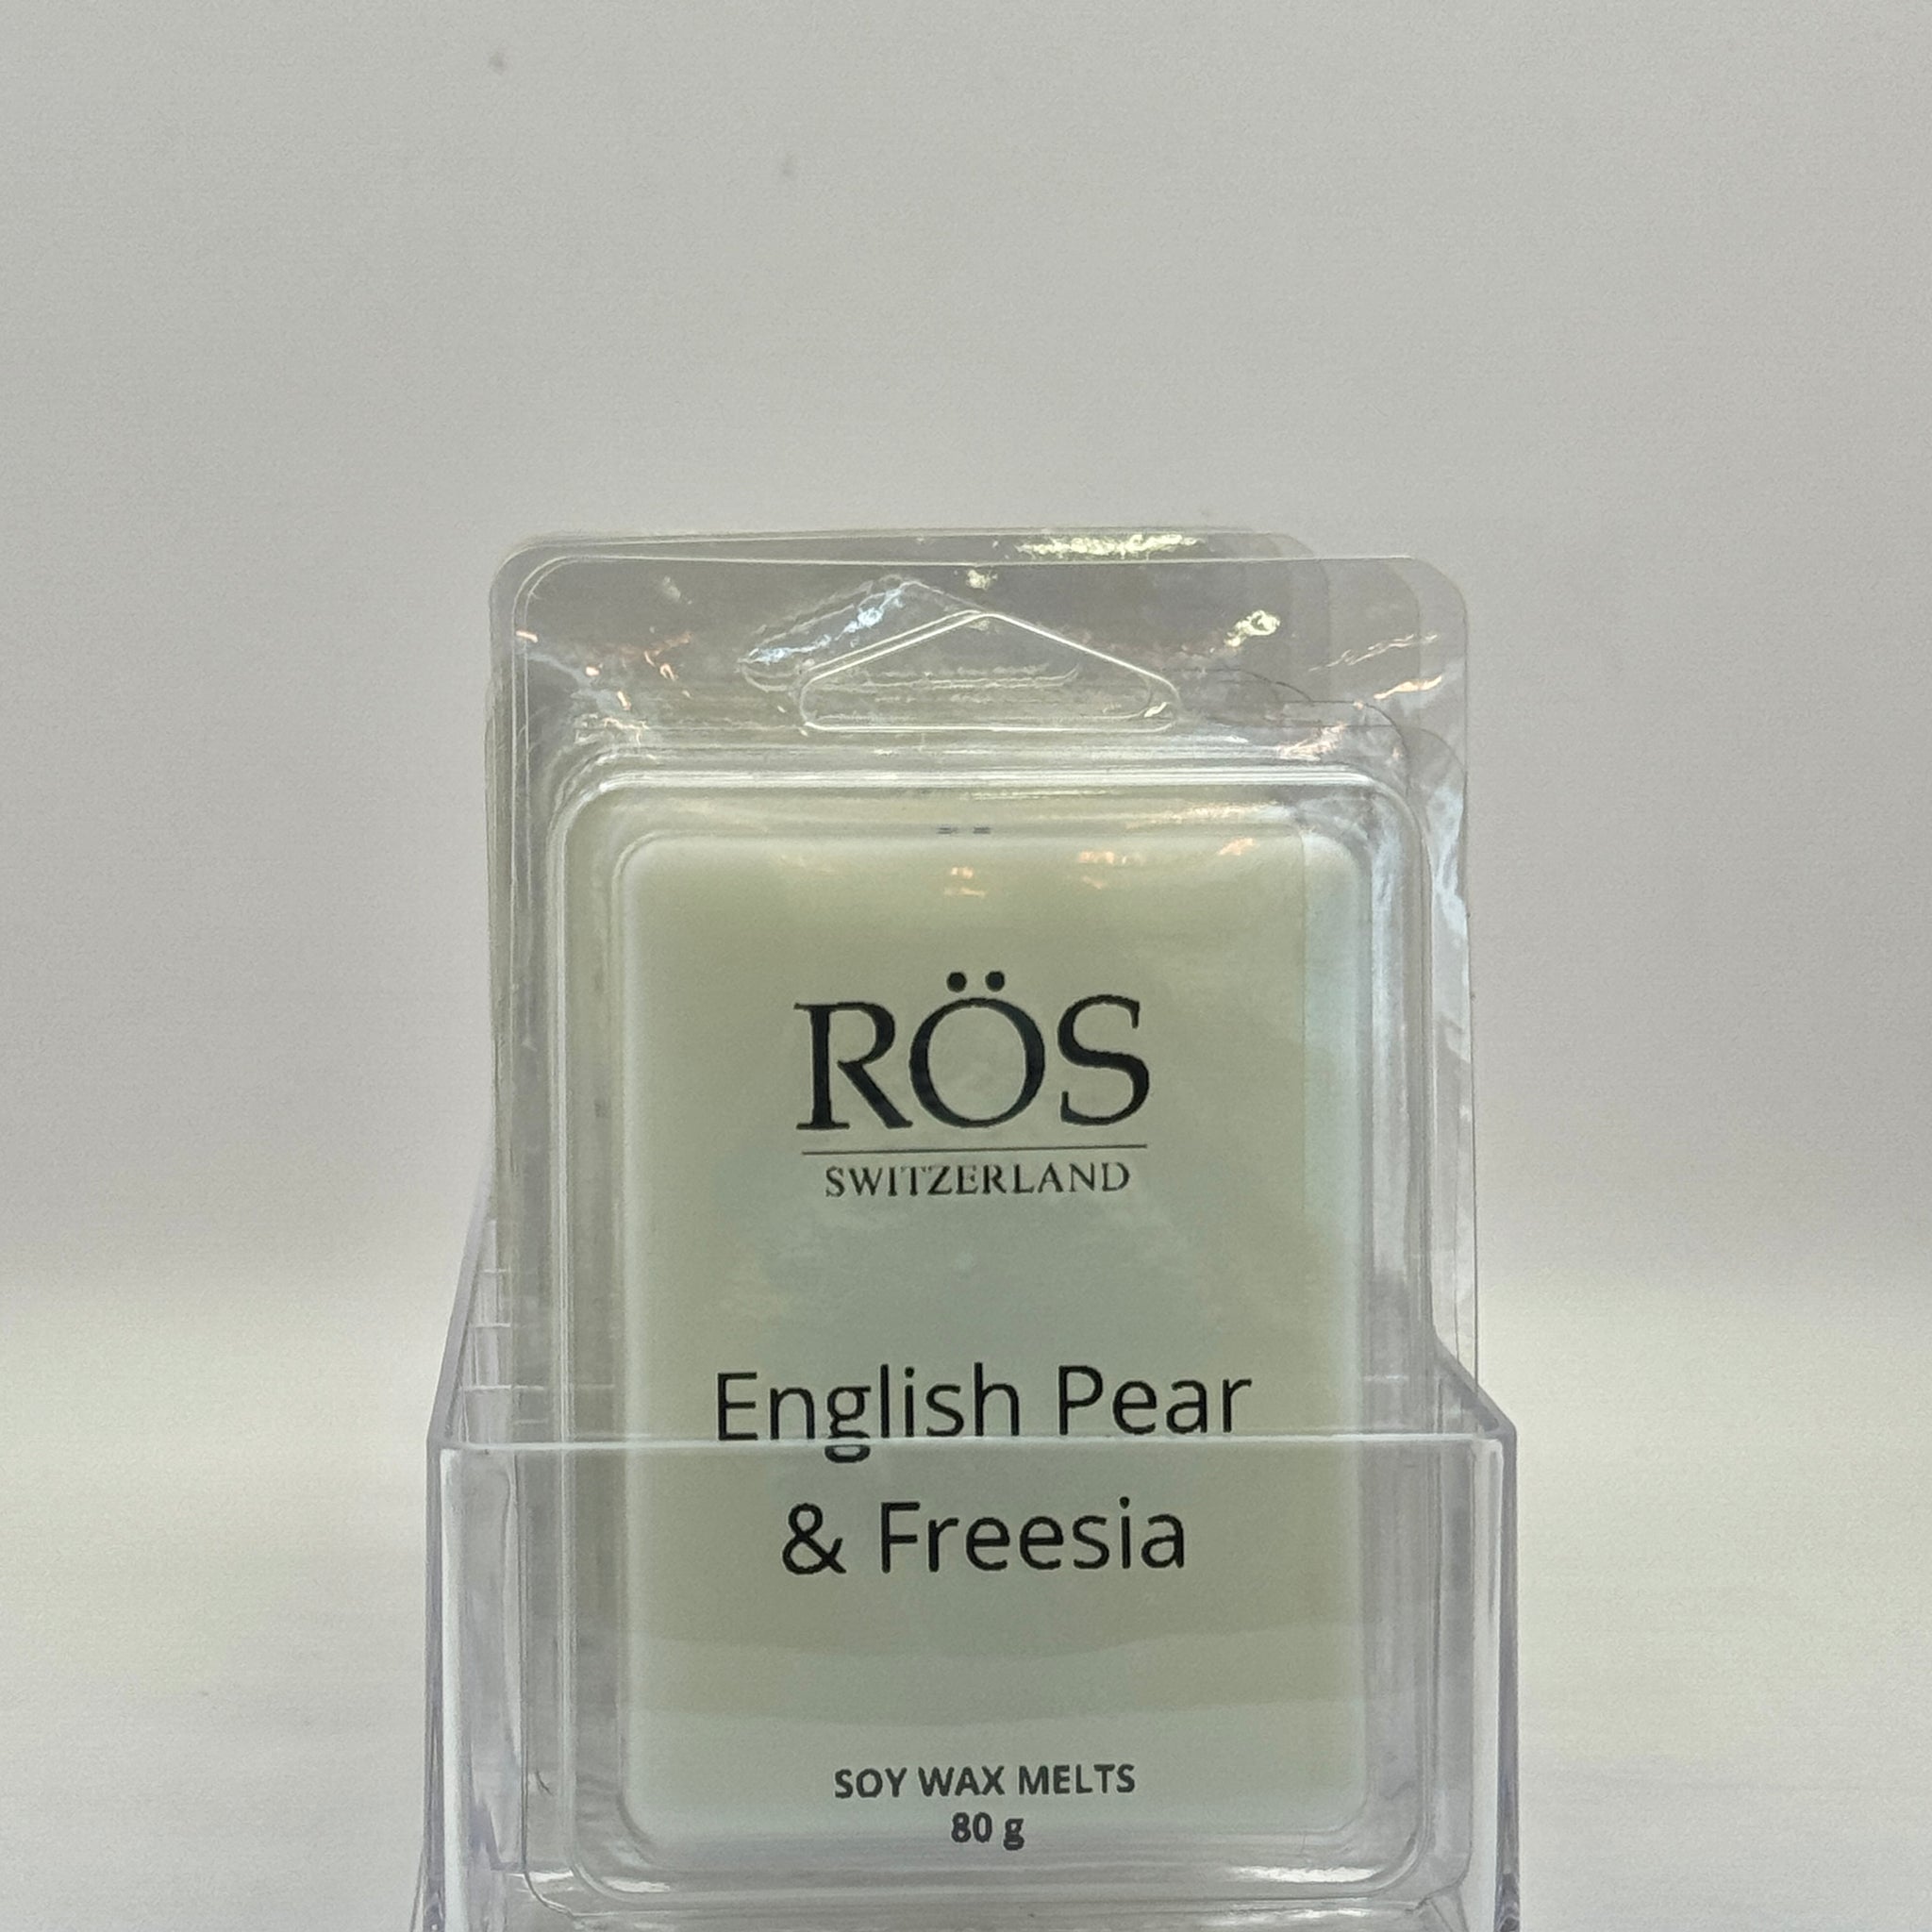 RÖS
SWITZERLAND
English Pear
& Freesia
SOY WAX MELTS
80 g